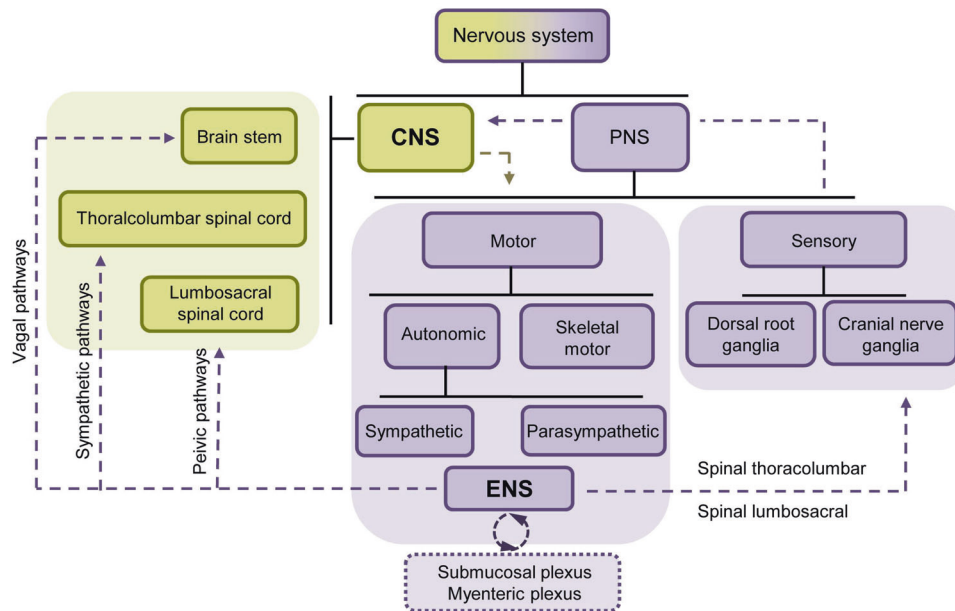 Nervous system
CNS
PNS
Brain stem
Thoralcolumbar spinal cord
Lumbosacral
spinal cord
Vagal pathways
Sympathetic pathways
Peivic pathways
Motor
Sensory
Autonomic
Skeletal
motor
Dorsal root
ganglia
Cranial nerve
ganglia
Sympathetic
Parasympathetic
ENS
Spinal thoracolumbar
Spinal lumbosacral
Submucosal plexus
Myenteric plexus